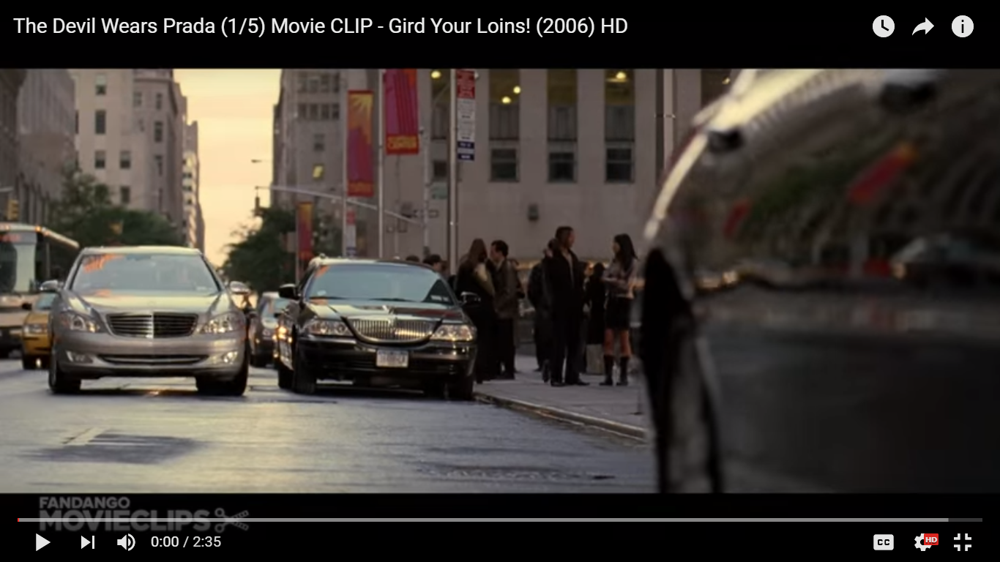 The Devil Wears Prada (1/5) Movie CLIP - Gird Your Loins! (2006) HD
FANDANGO
MOVIECLIPS
0:00 / 2:35
CC
HD